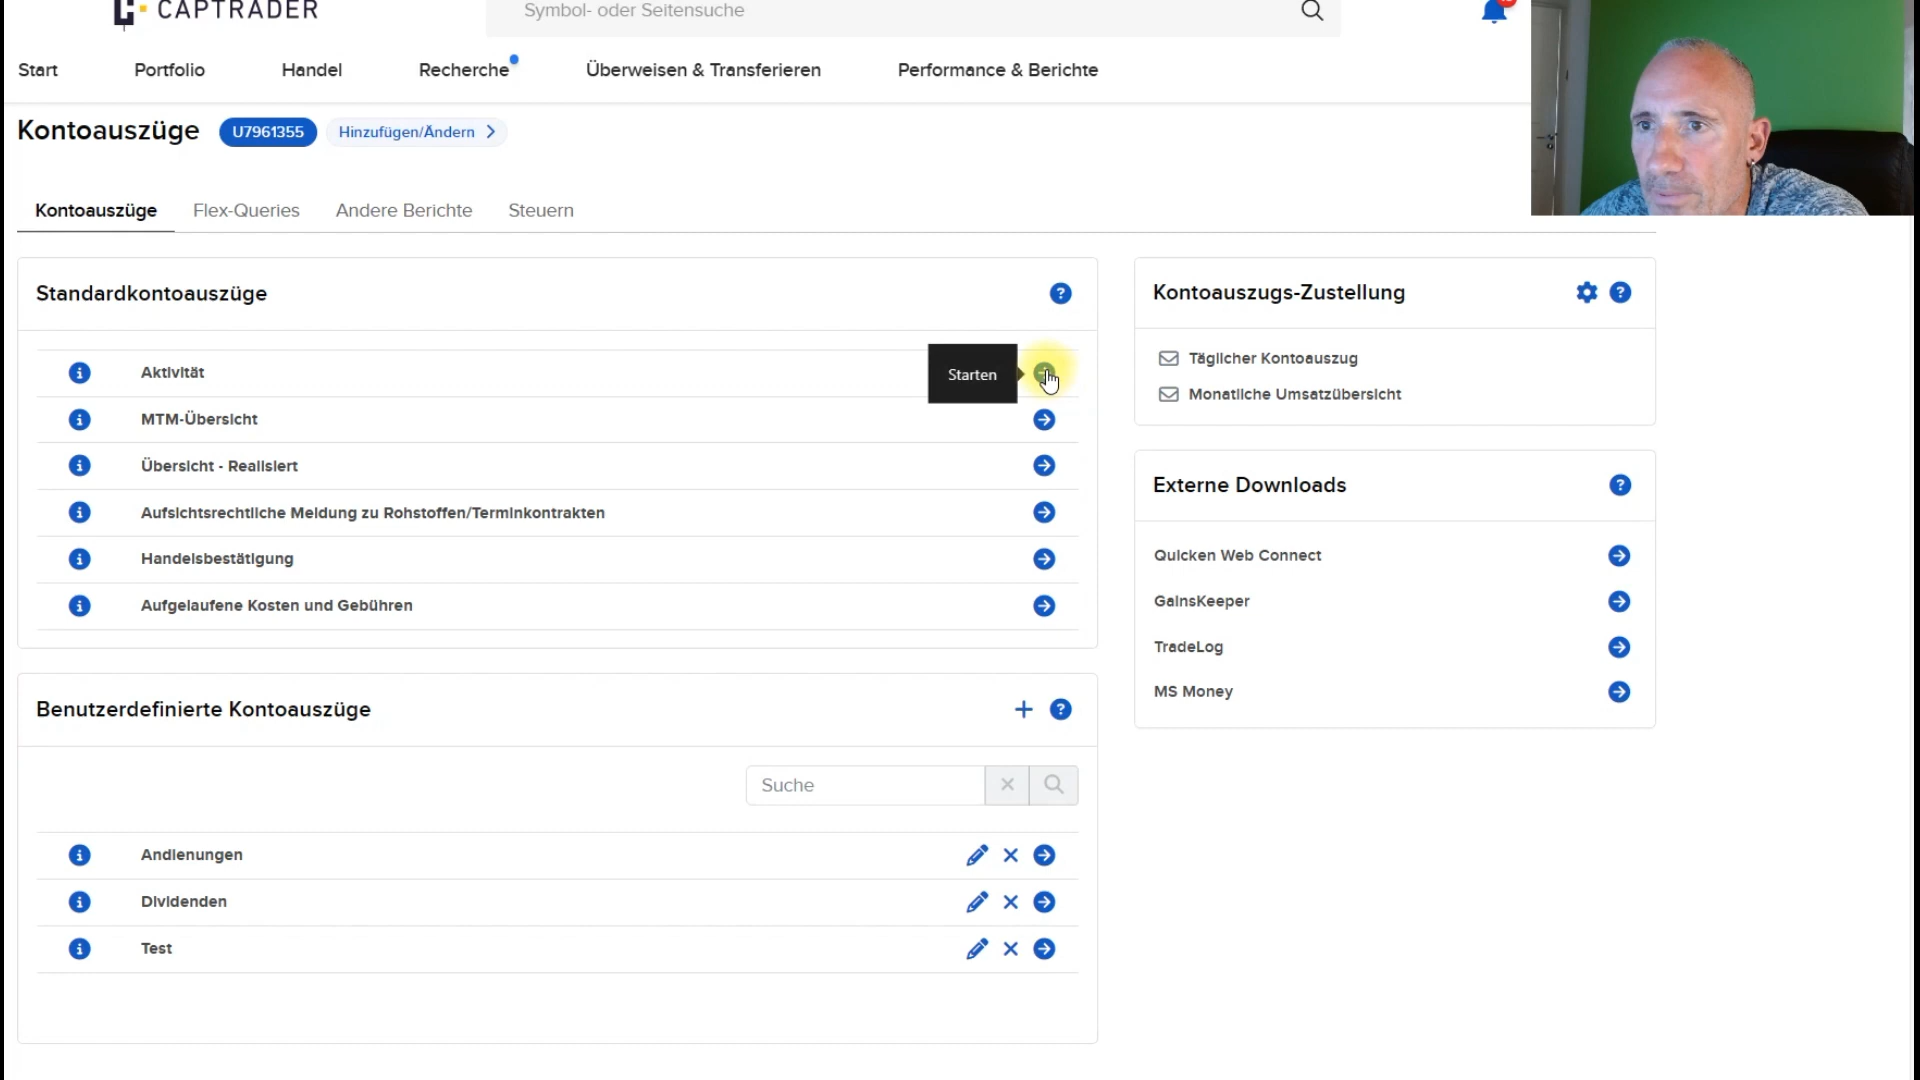 CAPTRADER
Symbol- oder Seitensuche
Start
Portfolio
Handel
Recherche
Überweisen & Transferieren
Performance & Berichte
Kontoauszüge
U7961355
Hinzufügen/Ändern
Kontoauszüge
Flex-Queries
Andere Berichte
Steuern
Standardkontoauszüge
Aktivität
Starten
MTM-Übersicht
Übersicht - Realisiert
Aufsichtsrechtliche Meldung zu Rohstoffen/Terminkontrakten
Handelsbestätigung
Aufgelaufene Kosten und Gebühren
Benutzerdefinierte Kontoauszüge
Suche
Andienungen
Dividenden
Test
Kontoauszugs-Zustellung
Täglicher Kontoauszug
Monatliche Umsatzübersicht
Externe Downloads
Quicken Web Connect
GainsKeeper
TradeLog
MS Money